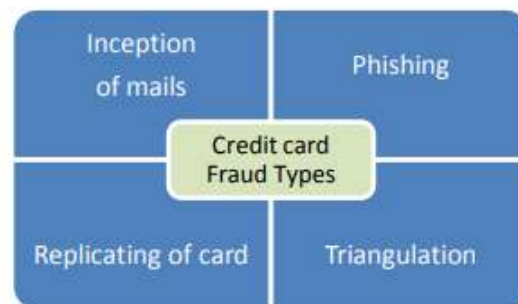 Inception
of mails
Phishing
Credit card
Fraud Types
Replicating of card
Triangulation